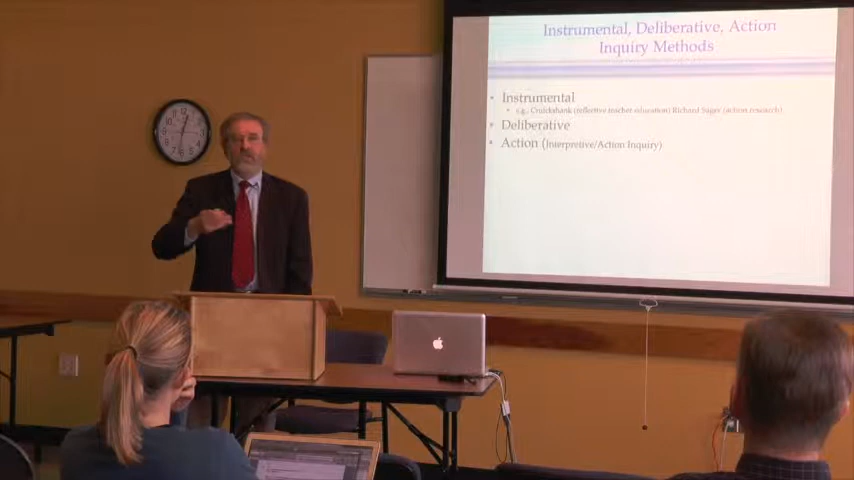 Instrumental, Deliberative, Action
Inquiry Methods
• Instrumental
• e.g., Cruickshank (reflective teacher education) Richard Sagor (action research)
• Deliberative
• Action (Interpretive/Action Inquiry)